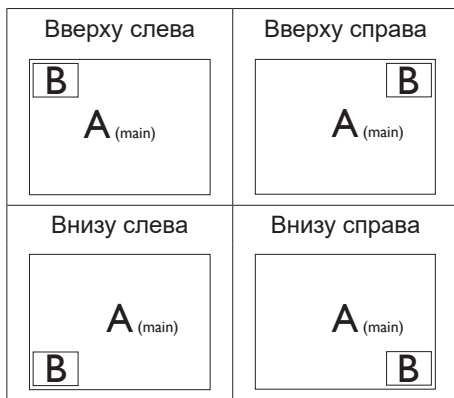 Вверху слева
B
A (main)
Вверху справа
B
A (main)
Внизу слева
A (main)
B
Внизу справа
A (main)
B